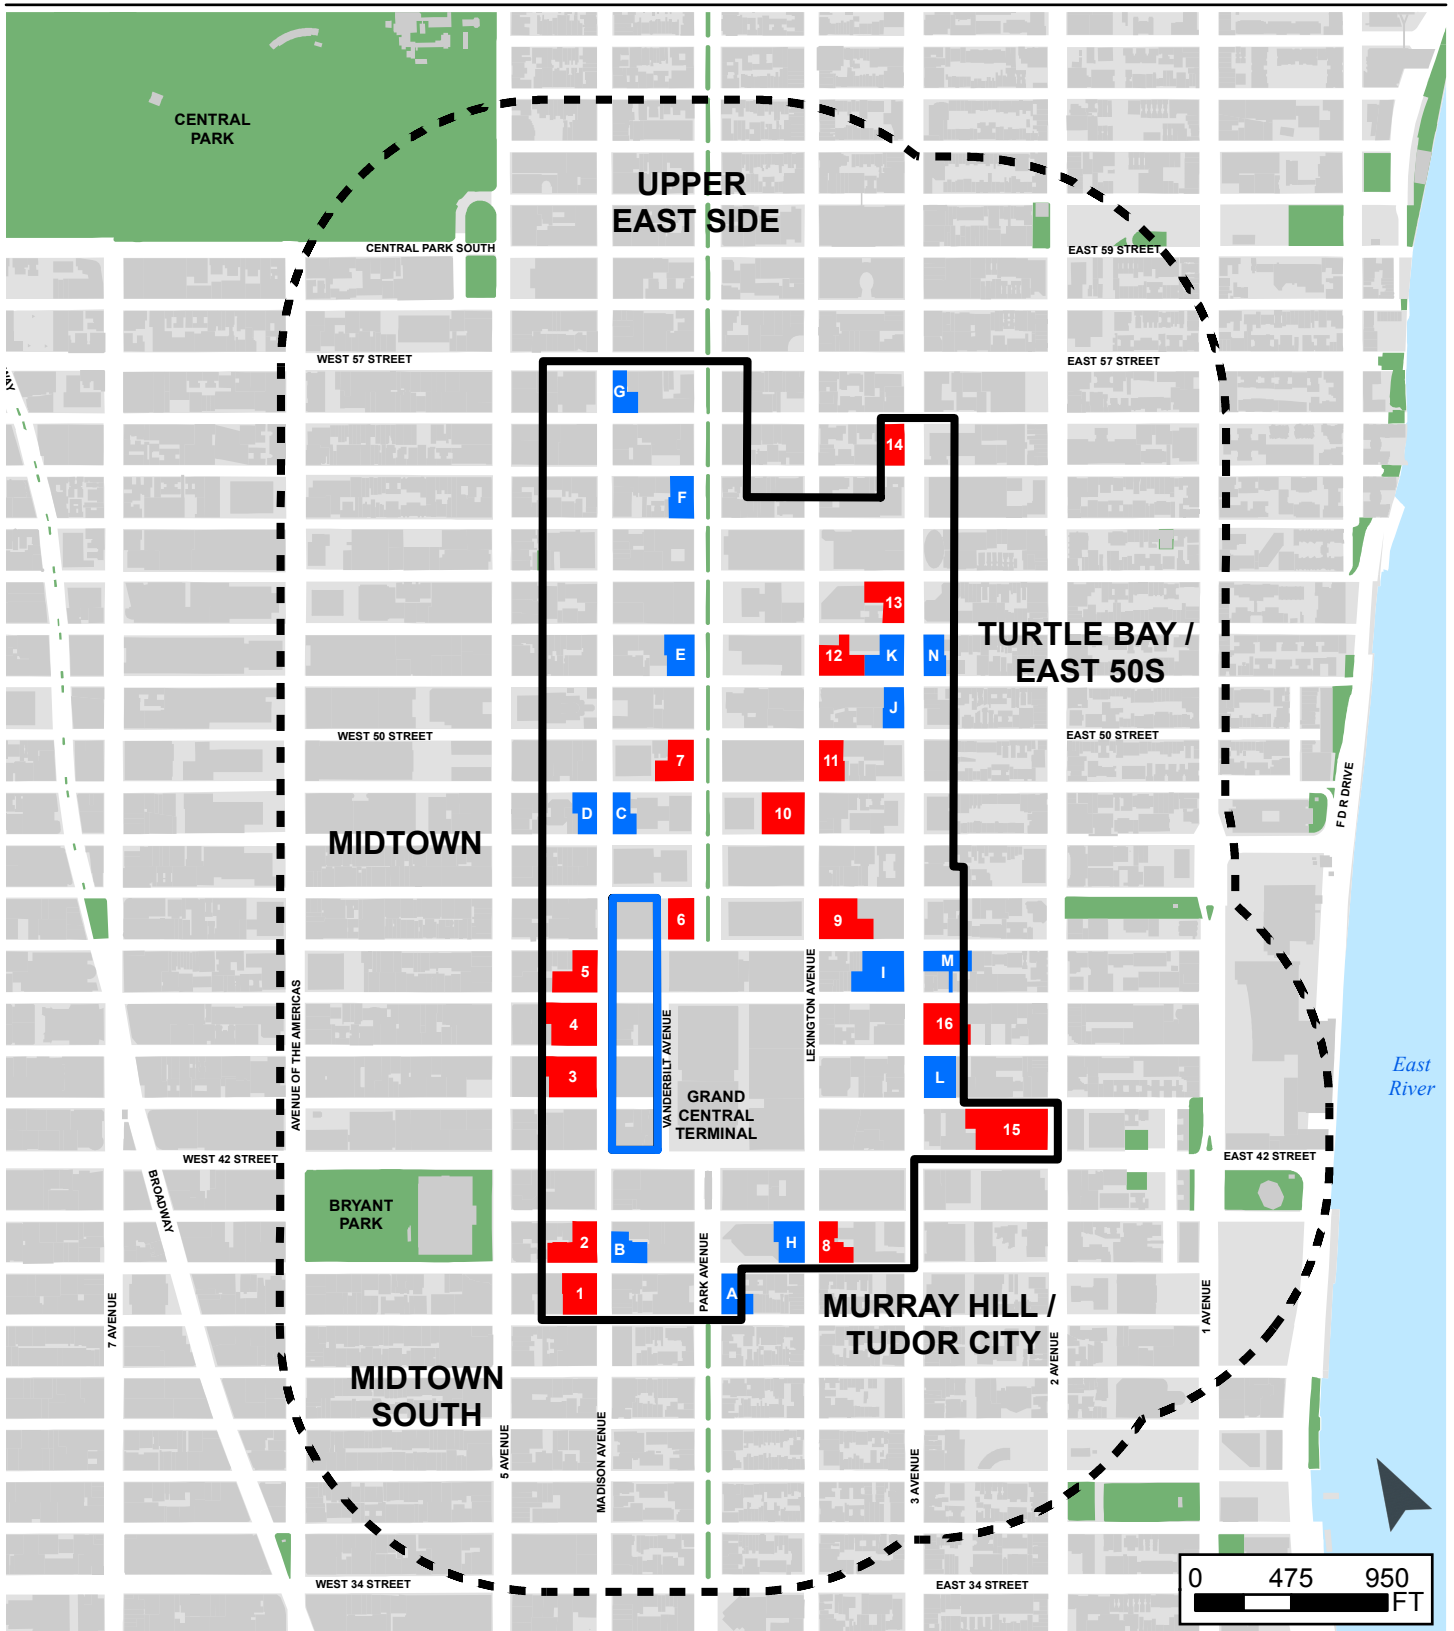 CENTRAL
PARK
UPPER
EAST SIDE
CENTRAL PARK SOUTH
EAST 59 STREET
WEST 57 STREET
EAST 57 STREET
G
14
F
13
TURTLE BAY /
EAST 50S
E
12
K
N
J
WEST 50 STREET
EAST 50 STREET
7
11
F D R DRIVE
D
C
10
MIDTOWN
6
9
5
I
M
LEXINGTON AVENUE
AVENUE OF THE AMERICAS
4
VANDERBILT AVENUE
16
3
L
East
River
GRAND
CENTRAL
TERMINAL
15
WEST 42 STREET
EAST 42 STREET
BROADWAY
BRYANT
PARK
2
B
H
8
PARK AVENUE
1
A
7 AVENUE
1 AVENUE
MURRAY HILL /
TUDOR CITY
2 AVENUE
MIDTOWN
SOUTH
5 AVENUE
MADISON AVENUE
3 AVENUE
WEST 34 STREET
EAST 34 STREET
0 475 950
FT